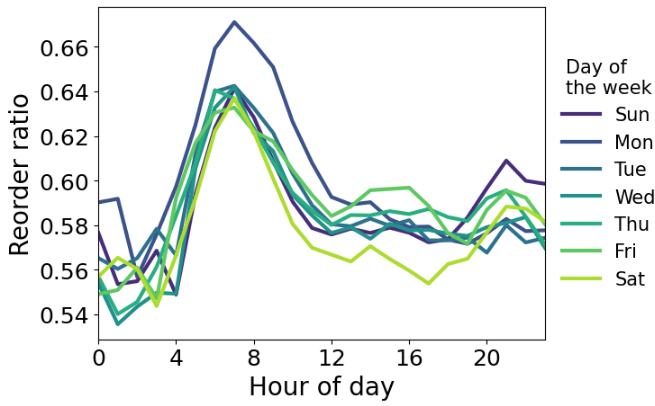 0.66
0.64
0.62
0.60
0.58
0.56
0.54
Reorder ratio
0 4 8 12 16 20
Hour of day
Day of
the week
Sun
Mon
Tue
Wed
Thu
Fri
Sat